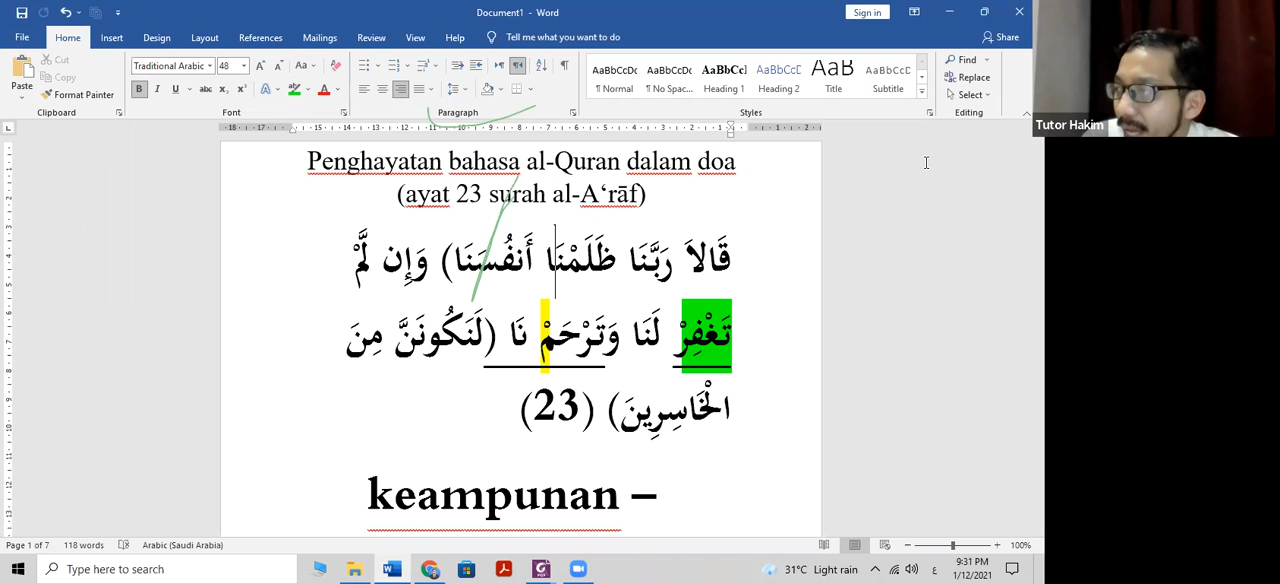 Document1 - Word
Sign in
File
Home
Insert
Design
Layout
References
Mailings
Review
View
Help
Tell me what you want to do
Share
Paste
Cut
Copy
Format Painter
Clipboard
Traditional Arabic
48
Font
Paragraph
AaBbCcDc
¶ Normal
AaBbCcDc
¶ No Spac...
AaBbCc
Heading 1
AaBbCcD
Heading 2
AaB
Title
AaBbCcD
Subtitle
Styles
Find
Replace
Select
Editing
Tutor Hakim
Penghayatan bahasa al-Quran dalam doa
(ayat 23 surah al-A‘rāf)
قَالاَ رَبَّنَا ظَلَمْنَا أَنفُسَنَا) وَإِن لَّمْ
تَغْفِرْ لَنَا وَتَرْحَمْ نَا (لَنَكُونَنَّ مِنَ
الْخَاسِرِينَ) (23)
keampunan –
Page 1 of 7
118 words
Arabic (Saudi Arabia)
100%
Type here to search
31°C Light rain
ع
9:31 PM
1/12/2021